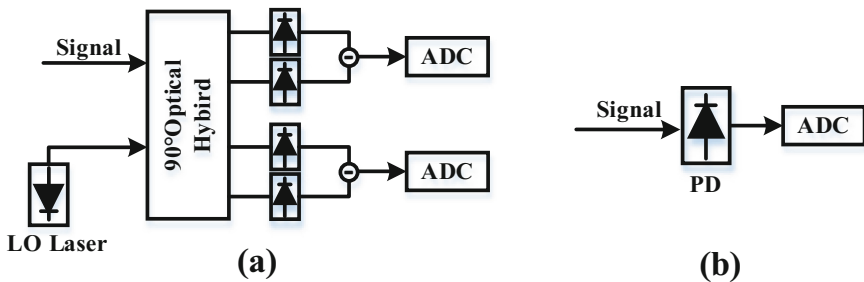 Signal
90°Optical
Hybird
ADC
ADC
LO Laser
(a)
Signal
PD
ADC
(b)